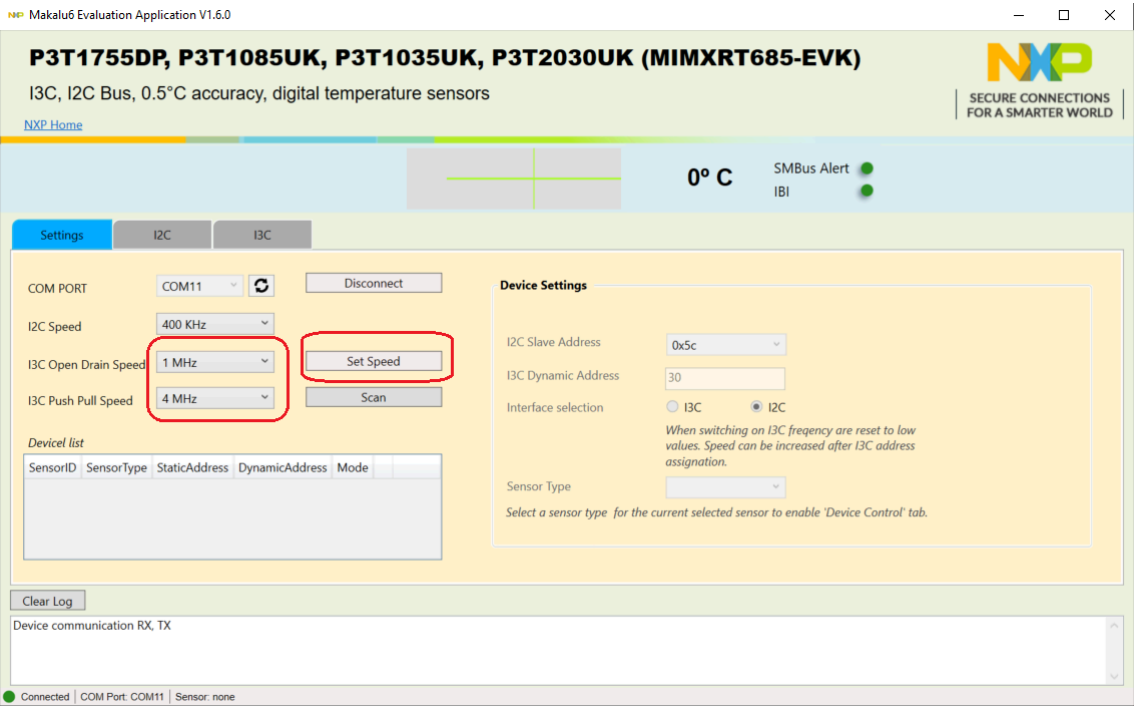 NXP Makalu6 Evaluation Application V1.6.0
P3T1755DP, P3T1085UK, P3T1035UK, P3T2030UK (MIMXRT685-EVK)
I3C, I2C Bus, 0.5°C accuracy, digital temperature sensors
NXP Home
NXP
SECURE CONNECTIONS
FOR A SMARTER WORLD
0º C
SMBus Alert
IBI
Settings I2C I3C
COM PORT COM11 Disconnect
I2C Speed 400 KHz
I3C Open Drain Speed 1 MHz Set Speed
I3C Push Pull Speed 4 MHz Scan
Devicel list
SensorID SensorType StaticAddress DynamicAddress Mode
Device Settings
I2C Slave Address 0x5c
I3C Dynamic Address 30
Interface selection I3C I2C
When switching on I3C freqency are reset to low
values. Speed can be increased after I3C address
assignation.
Sensor Type
Select a sensor type for the current selected sensor to enable 'Device Control' tab.
Clear Log
Device communication RX, TX
Connected COM Port: COM11 Sensor: none